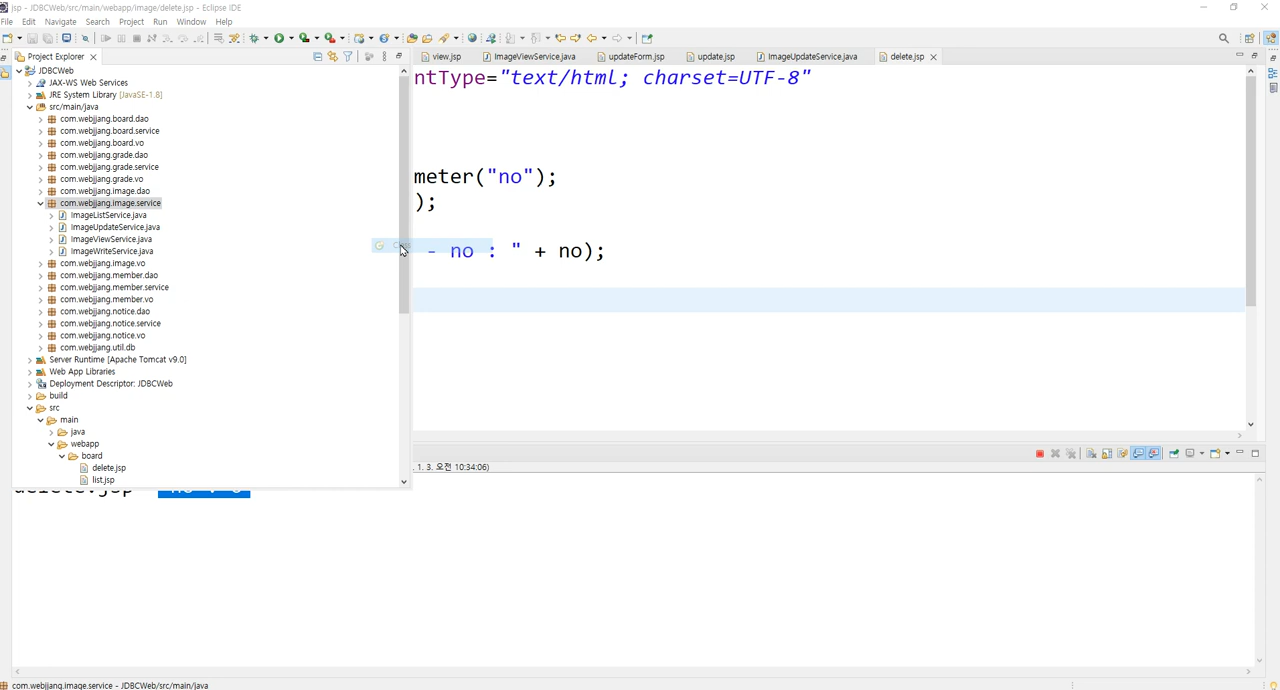 jsp - JDBCWeb/src/main/webapp/image/delete.jsp - Eclipse IDE
File Edit Navigate Search Project Run Window Help
Project Explorer
view.jsp ImageViewService.java updateForm.jsp update.jsp ImageUpdateService.java delete.jsp
JDBCWeb
JAX-WS Web Services
JRE System Library [JavaSE-1.8]
src/main/java
com.webjjang.board.dao
com.webjjang.board.service
com.webjjang.board.vo
com.webjjang.grade.dao
com.webjjang.grade.service
com.webjjang.grade.vo
com.webjjang.image.dao
com.webjjang.image.service
ImageListService.java
ImageUpdateService.java
ImageViewService.java
ImageWriteService.java
com.webjjang.image.vo
com.webjjang.member.dao
com.webjjang.member.service
com.webjjang.member.vo
com.webjjang.notice.dao
com.webjjang.notice.service
com.webjjang.notice.vo
com.webjjang.util.db
Server Runtime [Apache Tomcat v9.0]
Web App Libraries
Deployment Descriptor: JDBCWeb
build
src
main
java
webapp
board
delete.jsp
list.jsp
ntType="text/html; charset=UTF-8"
meter("no");
);
- no : " + no);
. 1. 3. 오전 10:34:06)
com.webjjang.image.service - JDBCWeb/src/main/java